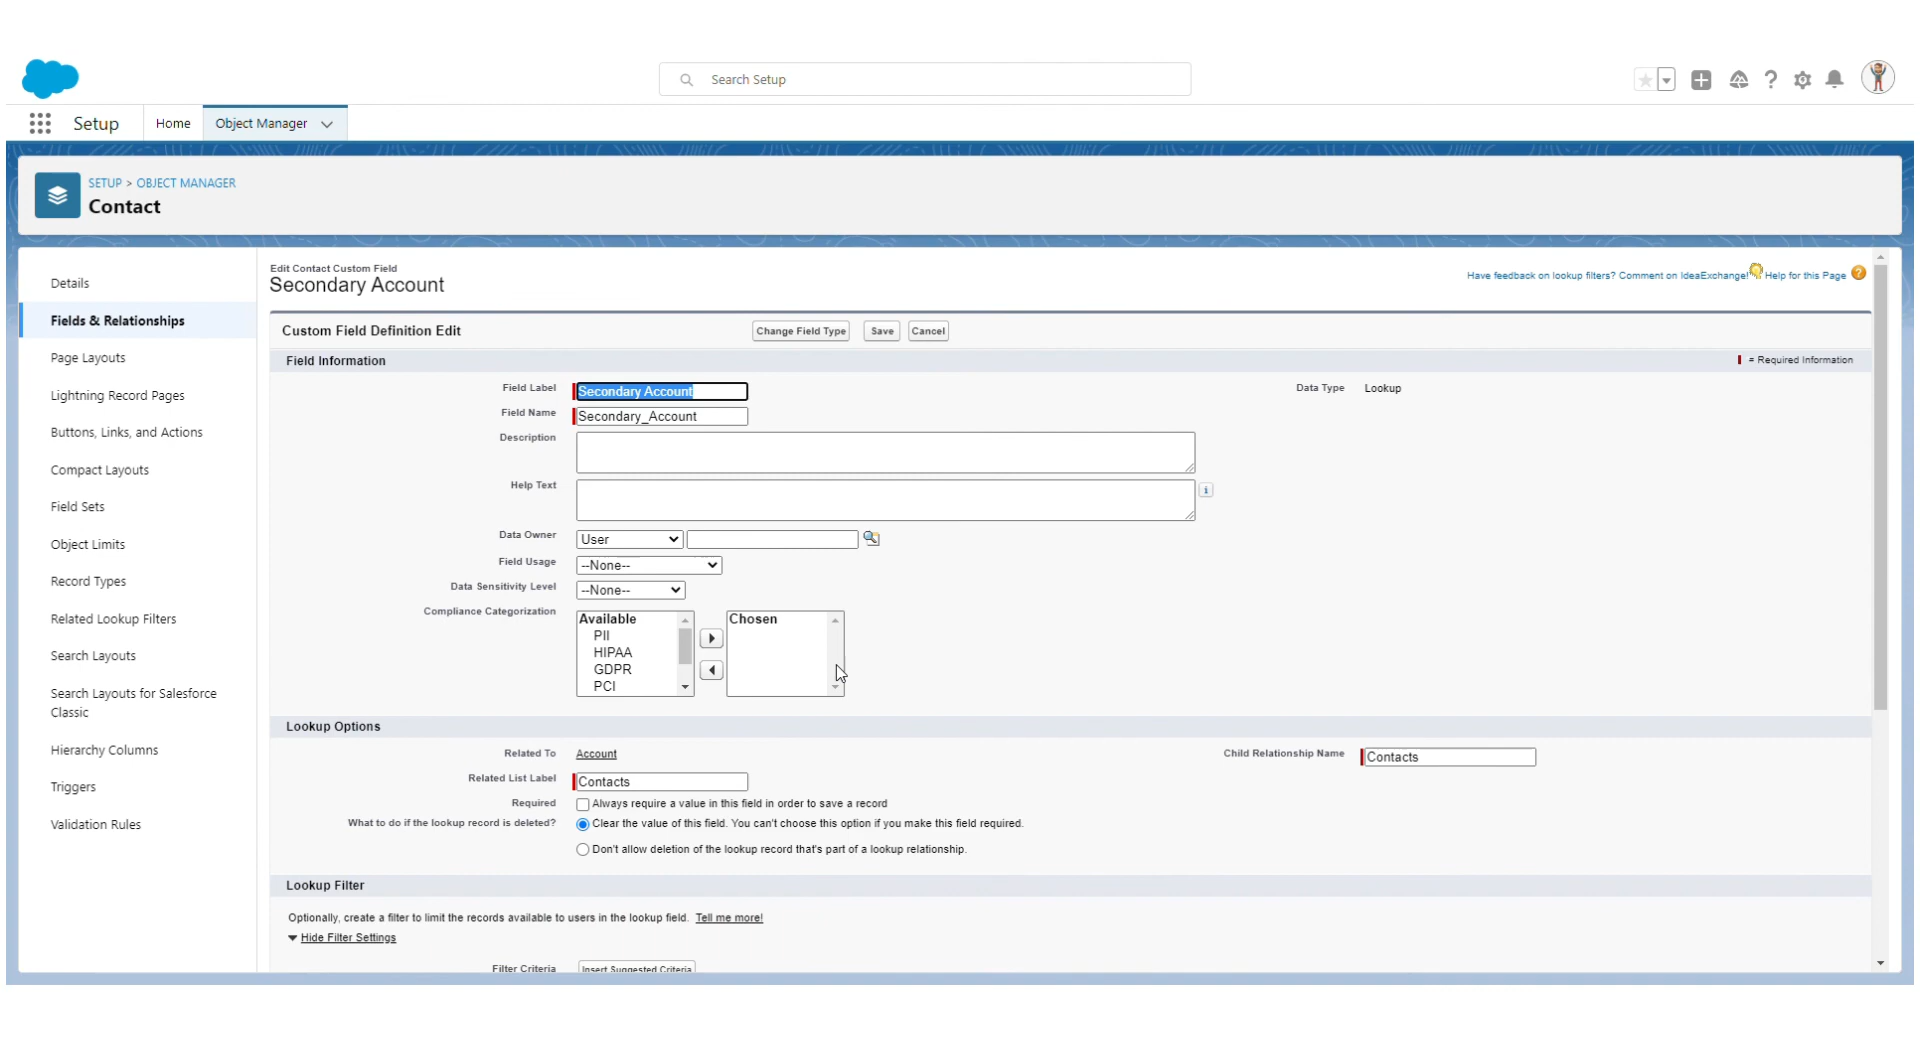 Search Setup
Setup
Home
Object Manager
SETUP > OBJECT MANAGER
Contact
Details
Fields & Relationships
Page Layouts
Lightning Record Pages
Buttons, Links, and Actions
Compact Layouts
Field Sets
Object Limits
Record Types
Related Lookup Filters
Search Layouts
Search Layouts for Salesforce
Classic
Hierarchy Columns
Triggers
Validation Rules
Edit Contact Custom Field
Secondary Account
Have feedback on lookup filters? Comment on IdeaExchange!
Help for this Page
Custom Field Definition Edit
Change Field Type
Save
Cancel
Field Information
= Required Information
Field Label
Secondary Account
Data Type
Lookup
Field Name
Secondary_Account
Description
Help Text
i
Data Owner
User
Field Usage
--None--
Data Sensitivity Level
--None--
Compliance Categorization
Available
PII
HIPAA
GDPR
PCI
Chosen
Lookup Options
Related To
Account
Child Relationship Name
Contacts
Related List Label
Contacts
Required
Always require a value in this field in order to save a record
What to do if the lookup record is deleted?
Clear the value of this field. You can't choose this option if you make this field required.
Don't allow deletion of the lookup record that's part of a lookup relationship.
Lookup Filter
Optionally, create a filter to limit the records available to users in the lookup field. Tell me more!
Hide Filter Settings
Filter Criteria
Insert Suggested Criteria